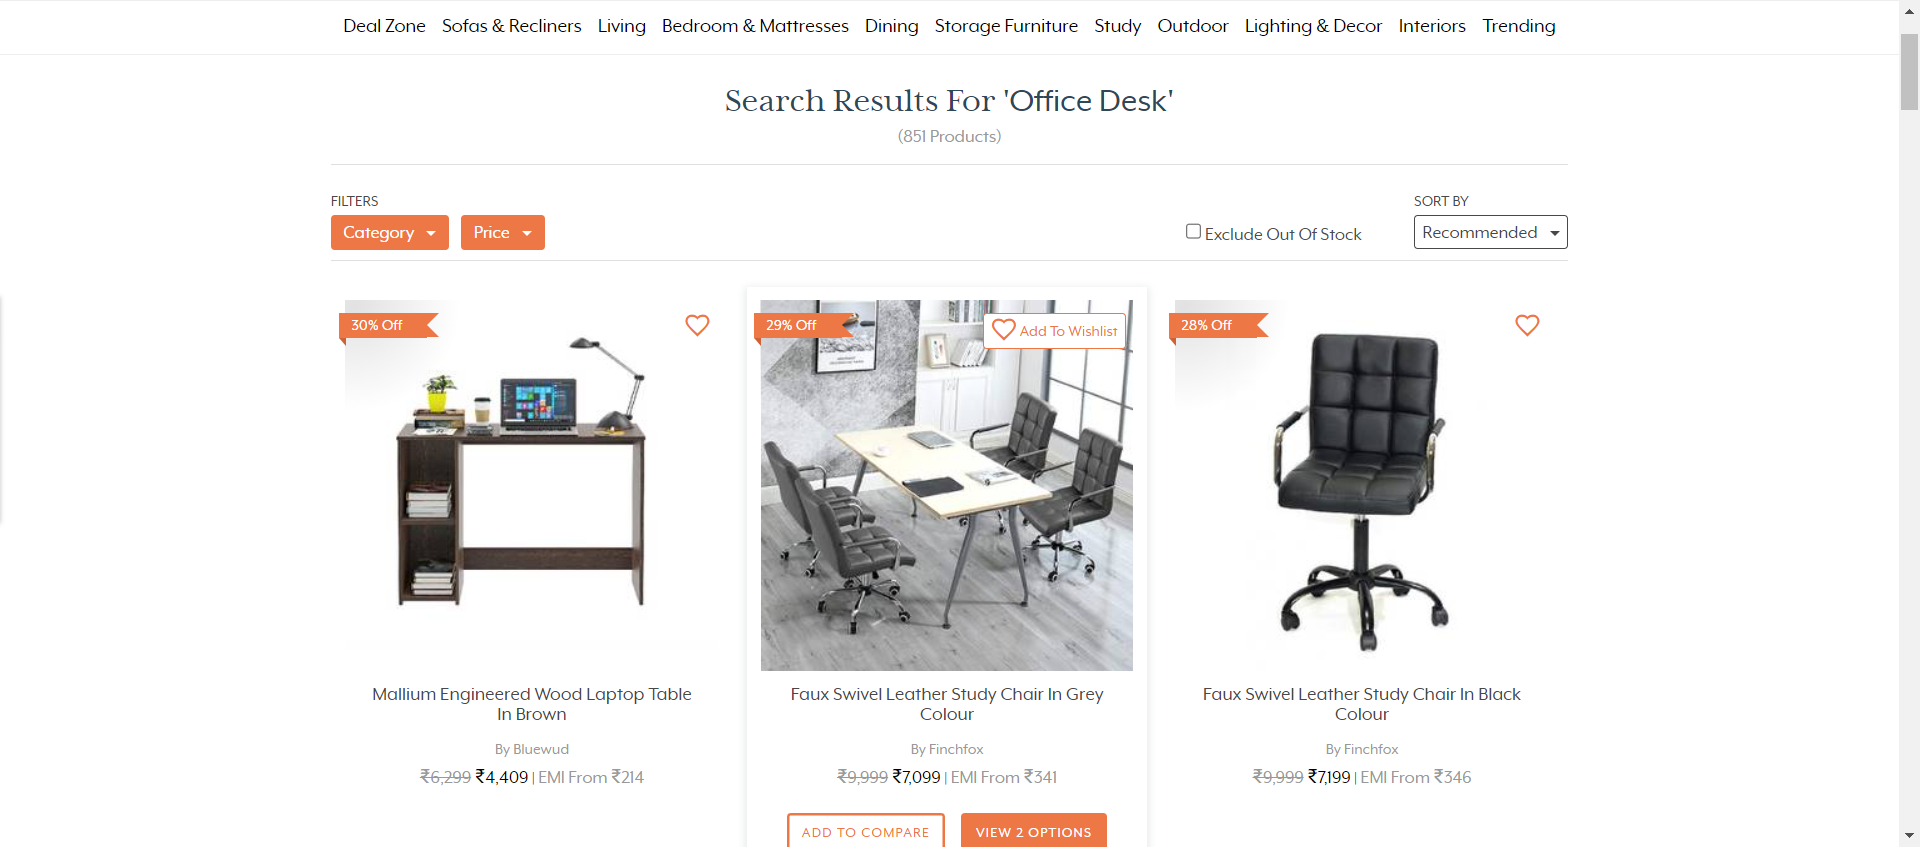 Deal Zone Sofas & Recliners Living Bedroom & Mattresses Dining Storage Furniture Study Outdoor Lighting & Decor Interiors Trending
Search Results For 'Office Desk'
(851 Products)
FILTERS
SORT BY
Category Price
Exclude Out Of Stock
Recommended
30% Off
29% Off
Add To Wishlist
28% Off
Mallium Engineered Wood Laptop Table
In Brown
By Bluewud
₹6,299 ₹4,409 | EMI From ₹214
Faux Swivel Leather Study Chair In Grey
Colour
By Finchfox
₹9,999 ₹7,099 | EMI From ₹341
ADD TO COMPARE
VIEW 2 OPTIONS
Faux Swivel Leather Study Chair In Black
Colour
By Finchfox
₹9,999 ₹7,199 | EMI From ₹346